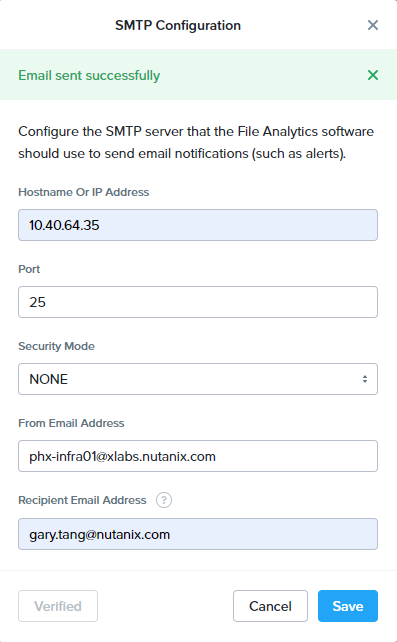 SMTP Configuration
Email sent successfully
Configure the SMTP server that the File Analytics software
should use to send email notifications (such as alerts).
Hostname Or IP Address
10.40.64.35
Port
25
Security Mode
NONE
From Email Address
phx-infra01@xlabs.nutanix.com
Recipient Email Address ?
gary.tang@nutanix.com
Verified Cancel Save